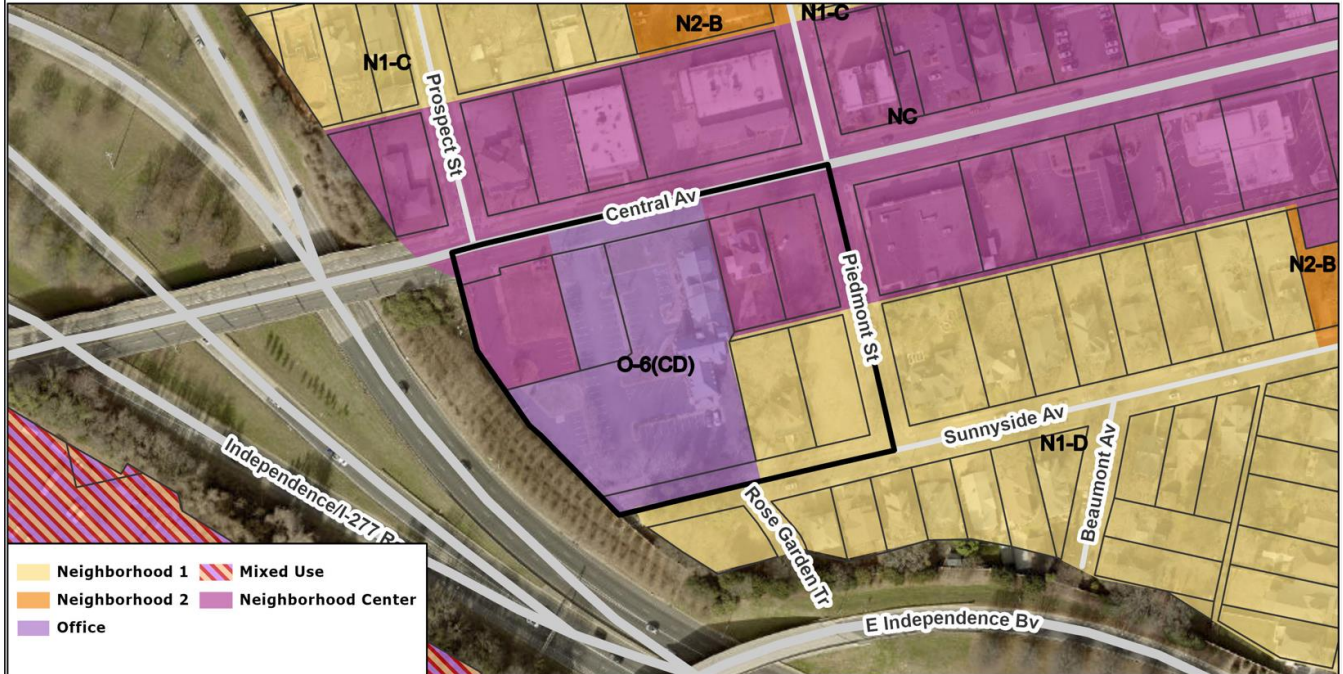 N1-C
N2-B
N1-C
Prospect St
NC
Central Av
Piedmont St
N2-B
O-6(CD)
Sunnyside Av
N1-D
Beaumont Av
Independence/I-277 R
Rose Garden Tr
E Independence Bv
Neighborhood 1
Mixed Use
Neighborhood 2
Neighborhood Center
Office